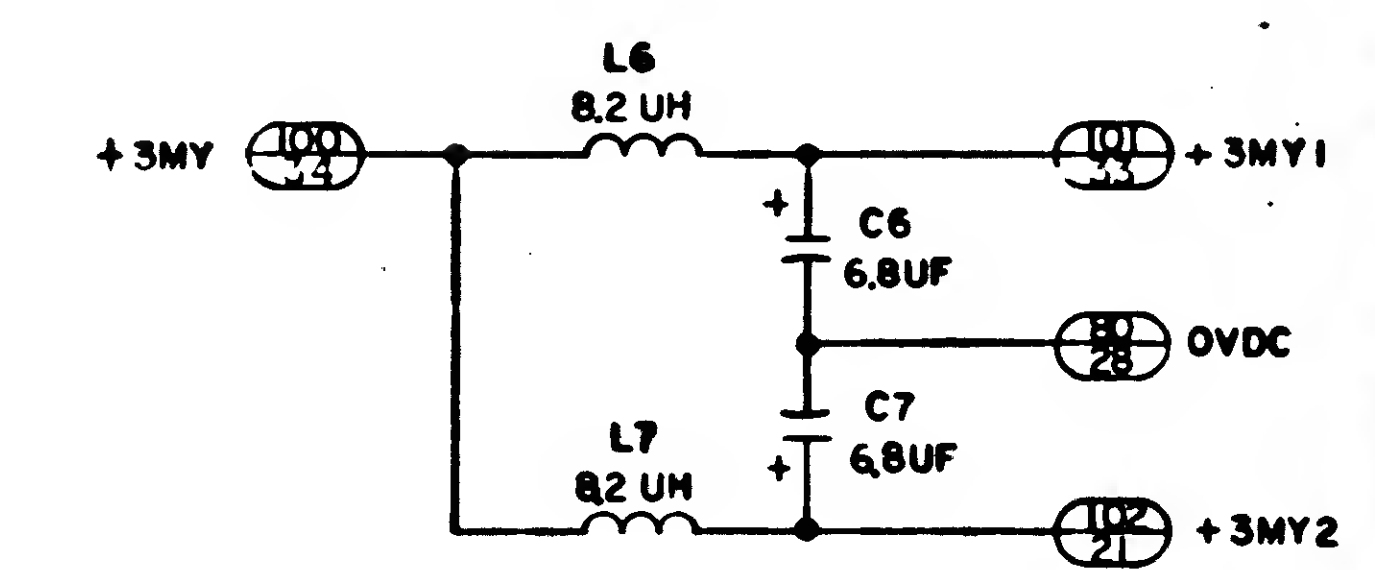 L6
8.2 UH
+ 3MY
100
34
101
33
+ 3MY1
+
C6
6.8UF
80
28
0VDC
C7
6.8UF
+
L7
8.2 UH
102
21
+ 3MY2